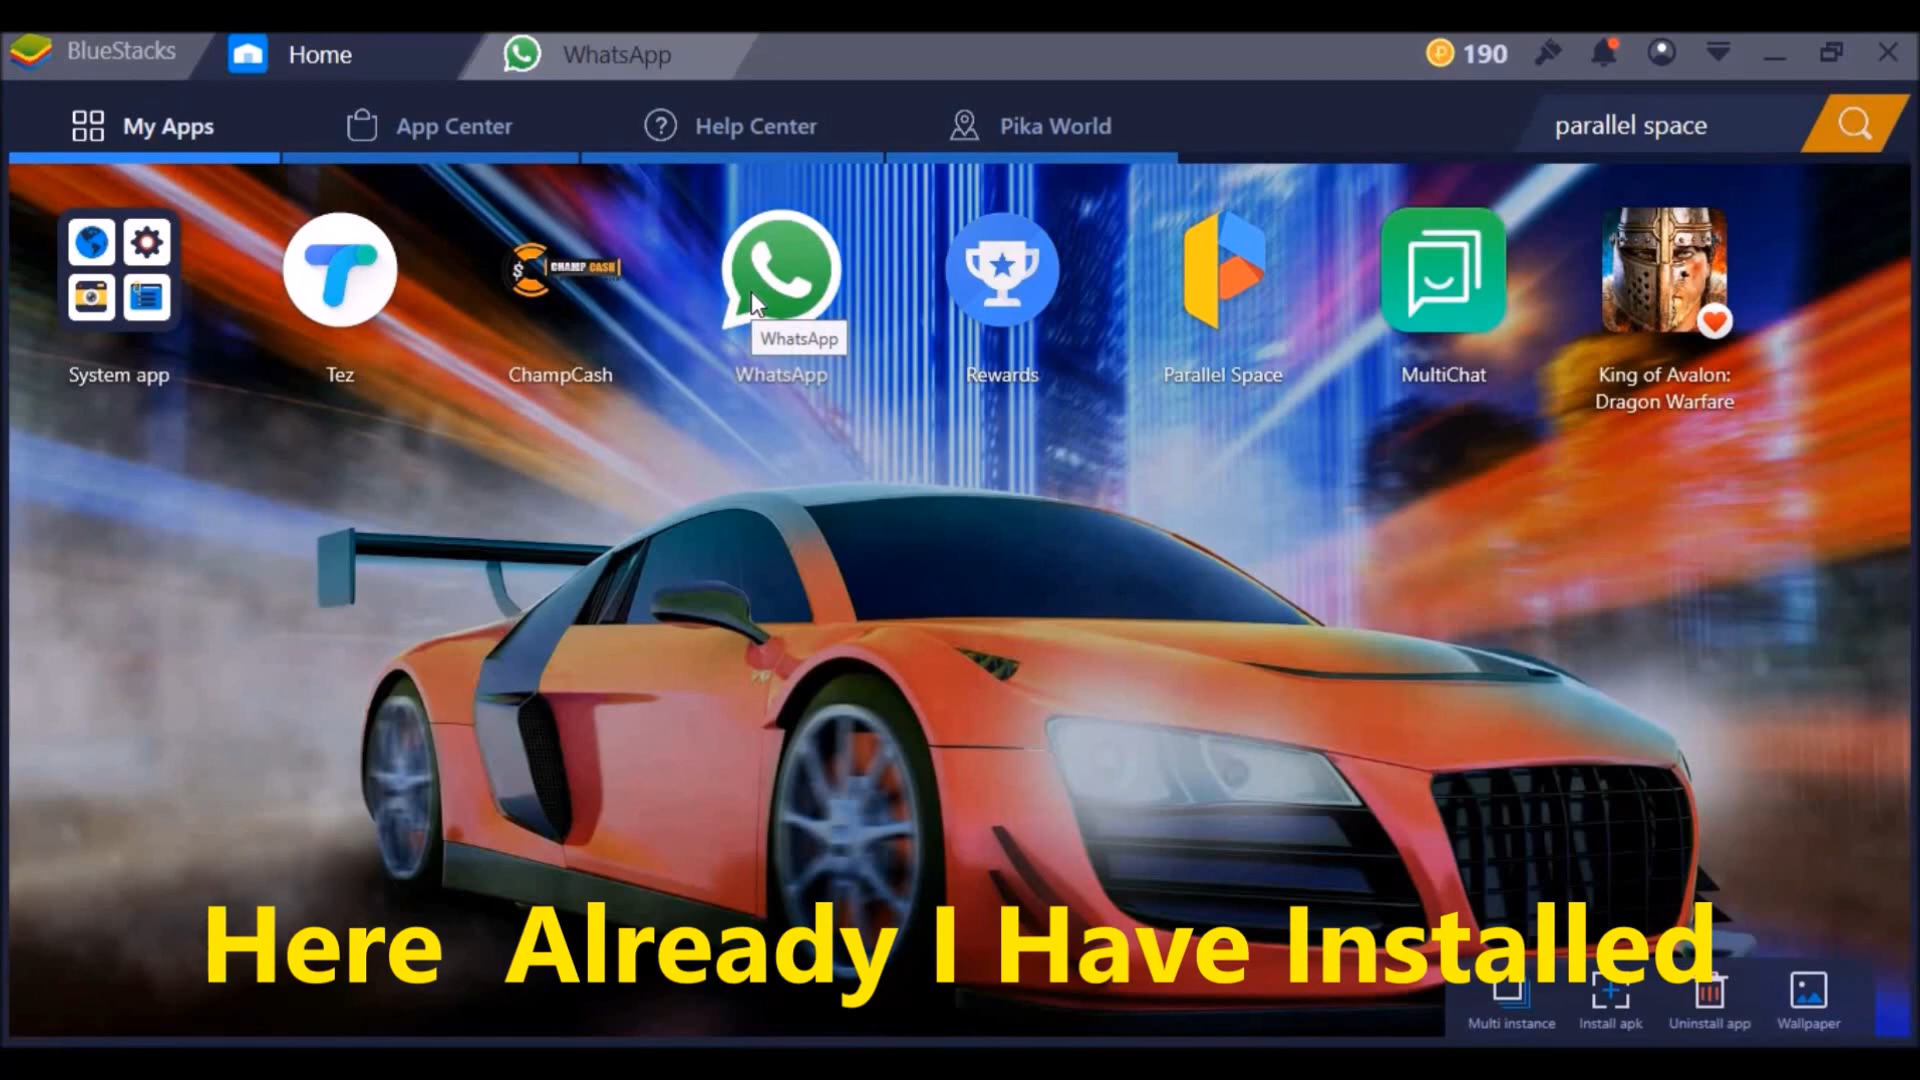 BlueStacks
Home
WhatsApp
190
My Apps
App Center
Help Center
Pika World
parallel space
CHAMP CASH
WhatsApp
System app
Tez
ChampCash
WhatsApp
Rewards
Parallel Space
MultiChat
King of Avalon:
Dragon Warfare
Here Already I Have Installed
Multi instance
Install apk
Uninstall app
Wallpaper